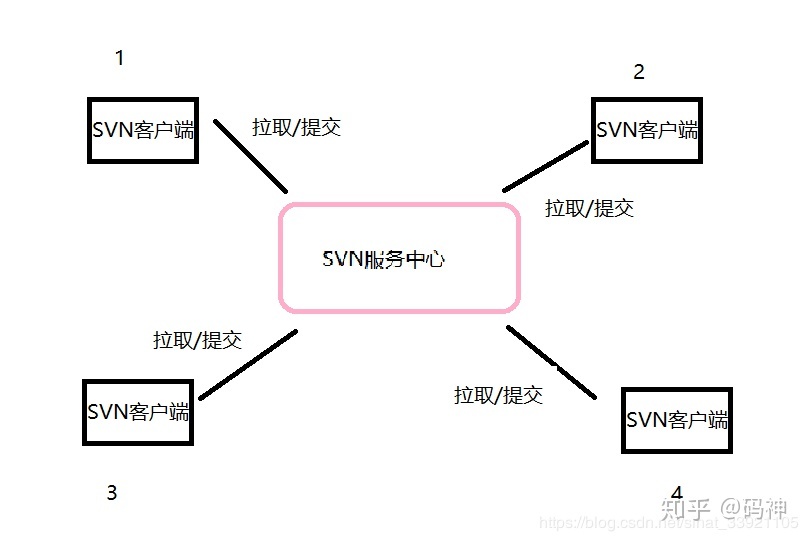 1
2
SVN客户端
拉取/提交
SVN客户端
拉取/提交
SVN服务中心
拉取/提交
SVN客户端
拉取/提交
SVN客户端
3
4
知乎 @码神
https://blog.csdn.net/sinat_33921105